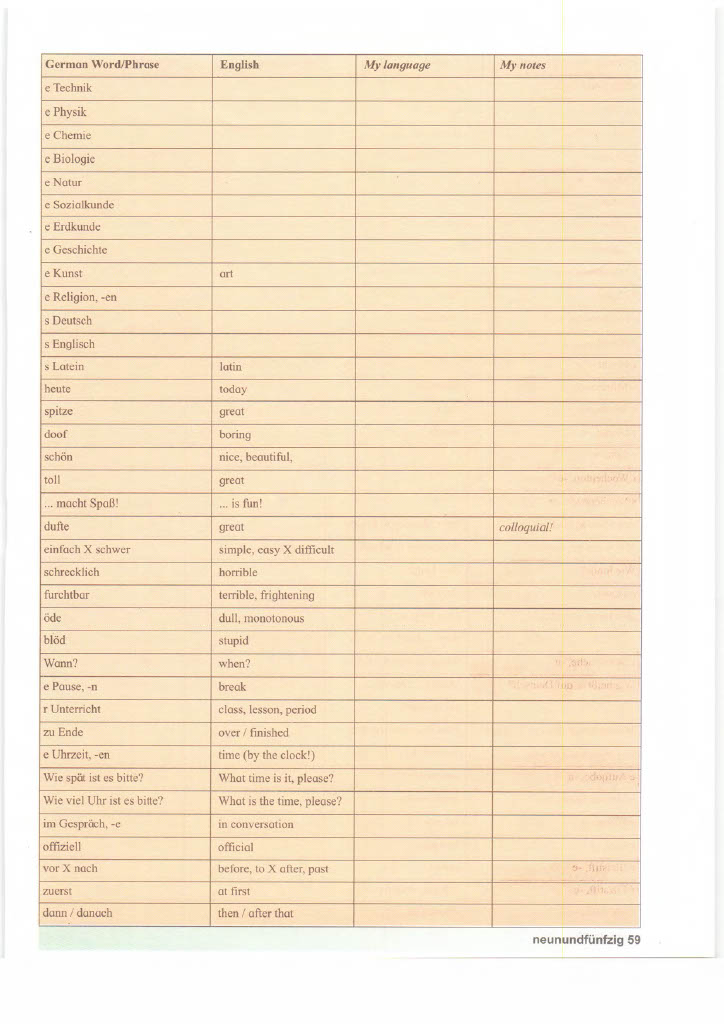 German Word/Phrase English My language My notes
e Technik
e Physik
e Chemie
e Biologie
e Natur
e Sozialkunde
e Erdkunde
e Geschichte
e Kunst art
e Religion, -en
s Deutsch
s Englisch
s Latein latin
heute today
spitze great
doof boring
schön nice, beautiful,
toll great
... macht Spaß! ... is fun!
dufte great colloquial!
einfach X schwer simple, easy X difficult
schrecklich horrible
furchtbar terrible, frightening
öde dull, monotonous
blöd stupid
Wann? when?
e Pause, -n break
r Unterricht class, lesson, period
zu Ende over / finished
e Uhrzeit, -en time (by the clock!)
Wie spät ist es bitte? What time is it, please?
Wie viel Uhr ist es bitte? What is the time, please?
im Gespräch, -e in conversation
offiziell official
vor X nach before, to X after, past
zuerst at first
dann / danach then / after that
neunundfünfzig 59